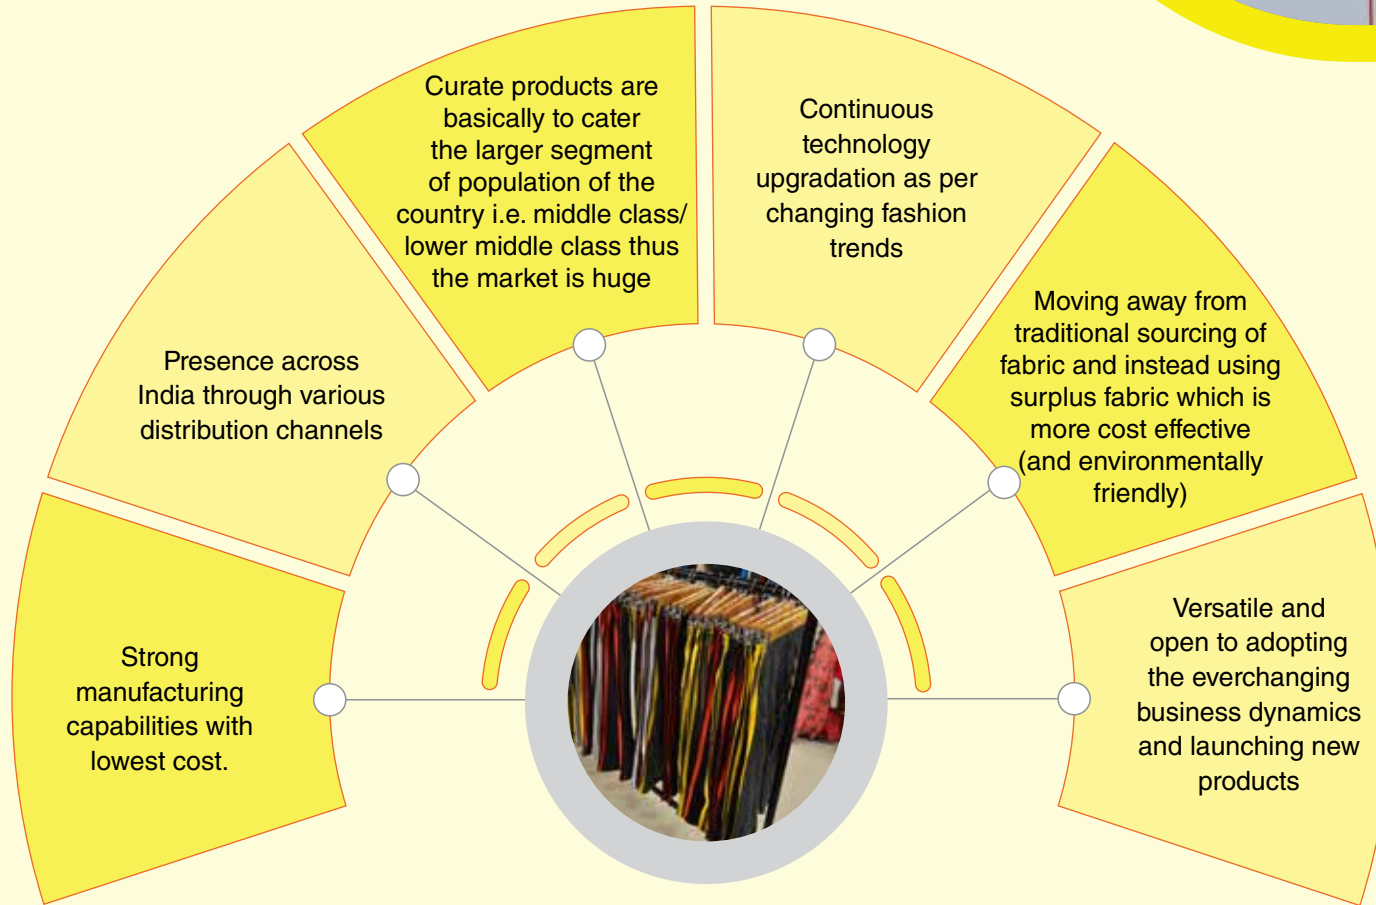 Strong
manufacturing
capabilities with
lowest cost.
Presence across
India through various
distribution channels
Curate products are
basically to cater
the larger segment
of population of the
country i.e. middle class/
lower middle class thus
the market is huge
Continuous
technology
upgradation as per
changing fashion
trends
Moving away from
traditional sourcing of
fabric and instead using
surplus fabric which is
more cost effective
(and environmentally
friendly)
Versatile and
open to adopting
the everchanging
business dynamics
and launching new
products